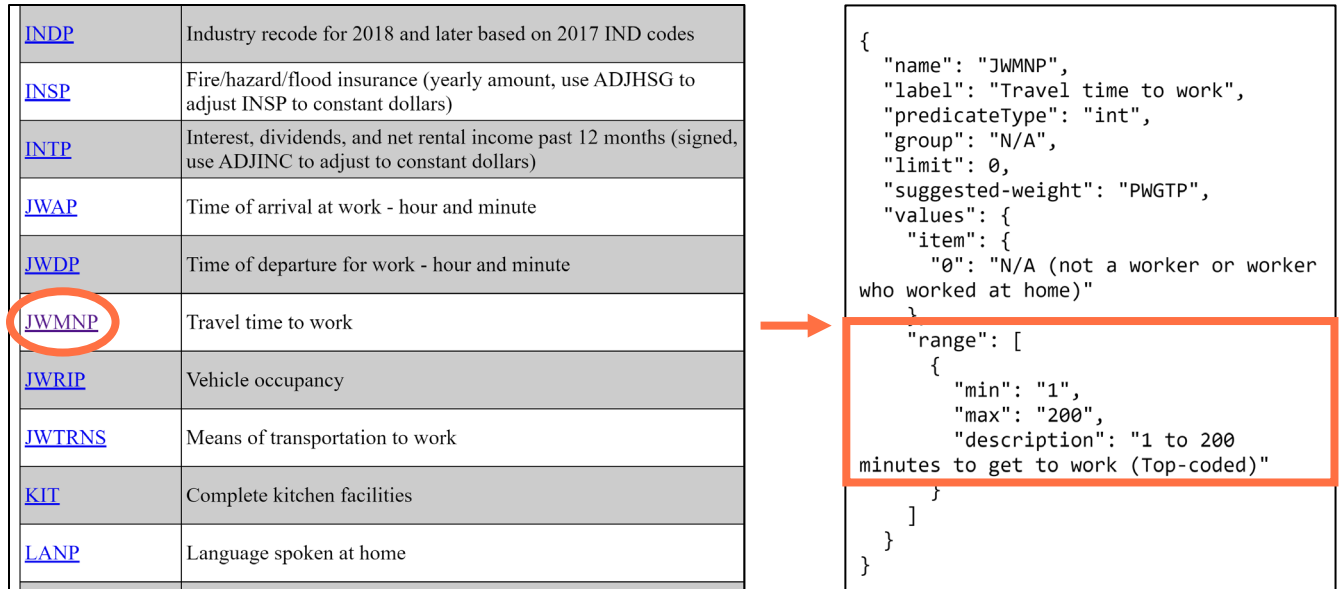 INDP
Industry recode for 2018 and later based on 2017 IND codes
INSP
Fire/hazard/flood insurance (yearly amount, use ADJHSG to
adjust INSP to constant dollars)
INTP
Interest, dividends, and net rental income past 12 months (signed,
use ADJINC to adjust to constant dollars)
JWAP
Time of arrival at work - hour and minute
JWDP
Time of departure for work - hour and minute
JWMNP
Travel time to work
JWRIP
Vehicle occupancy
JWTRNS
Means of transportation to work
KIT
Complete kitchen facilities
LANP
Language spoken at home
{
"name": "JWMNP",
"label": "Travel time to work",
"predicateType": "int",
"group": "N/A",
"limit": 0,
"suggested-weight": "PWGTP",
"values": {
"item": {
"0": "N/A (not a worker or worker
who worked at home)"
},
"range": [
{
"min": "1",
"max": "200",
"description": "1 to 200
minutes to get to work (Top-coded)"
}
]
}
}